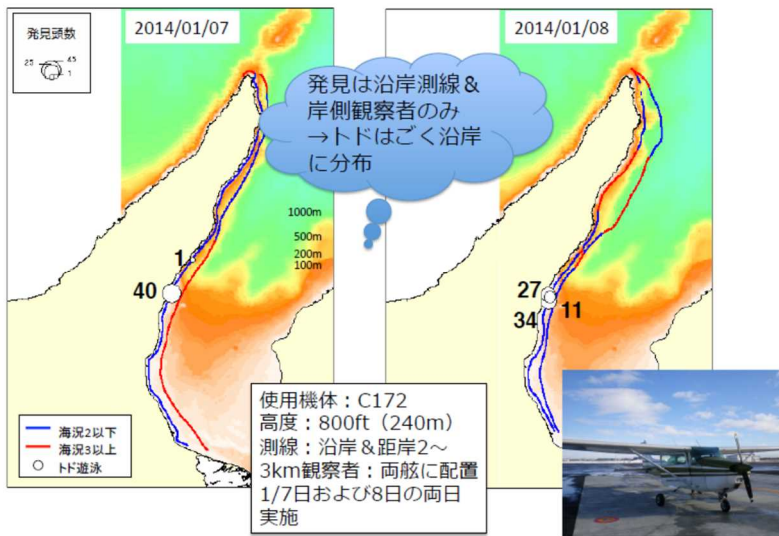 発見頭数
25
45
1
2014/01/07
2014/01/08
発見は沿岸測線＆
岸側観察者のみ
→トドはごく沿岸
に分布
1000m
500m
200m
100m
1
40
27
34
11
海況2以下
海況3以上
トド遊泳
使用機体：C172
高度：800ft（240m）
測線：沿岸＆距岸2～
3km観察者：両舷に配置
1/7日および8日の両日
実施